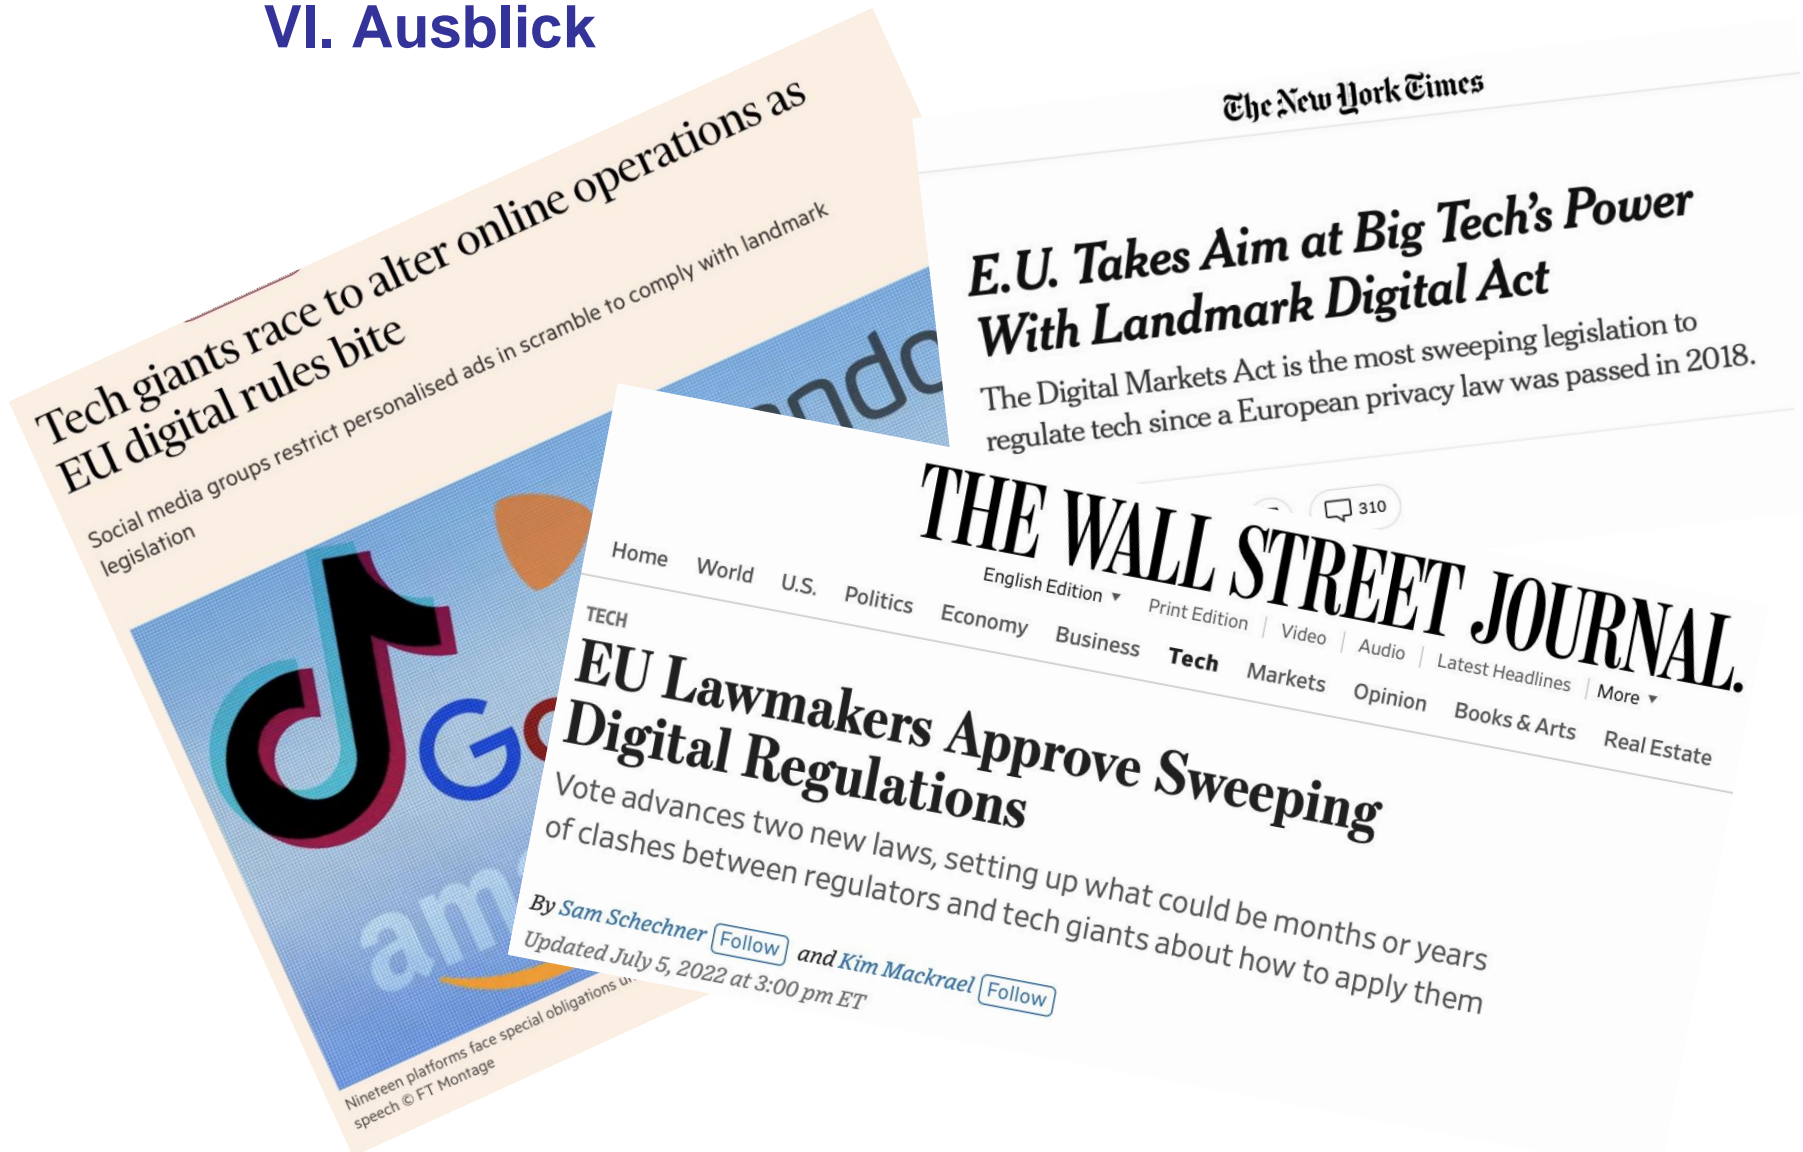 VI. Ausblick
Tech giants race to alter online operations as
EU digital rules bite
Social media groups restrict personalised ads in scramble to comply with landmark
legislation
Nineteen platforms face special obligations
speech © FT Montage
The New York Times
E.U. Takes Aim at Big Tech’s Power
With Landmark Digital Act
The Digital Markets Act is the most sweeping legislation to
regulate tech since a European privacy law was passed in 2018.
310
THE WALL STREET JOURNAL.
English Edition ▼ Print Edition | Video | Audio | Latest Headlines | More ▼
Home World U.S. Politics Economy Business Tech Markets Opinion Books & Arts Real Estate
TECH
EU Lawmakers Approve Sweeping
Digital Regulations
Vote advances two new laws, setting up what could be months or years
of clashes between regulators and tech giants about how to apply them
By Sam Schechner Follow and Kim Mackrael Follow
Updated July 5, 2022 at 3:00 pm ET